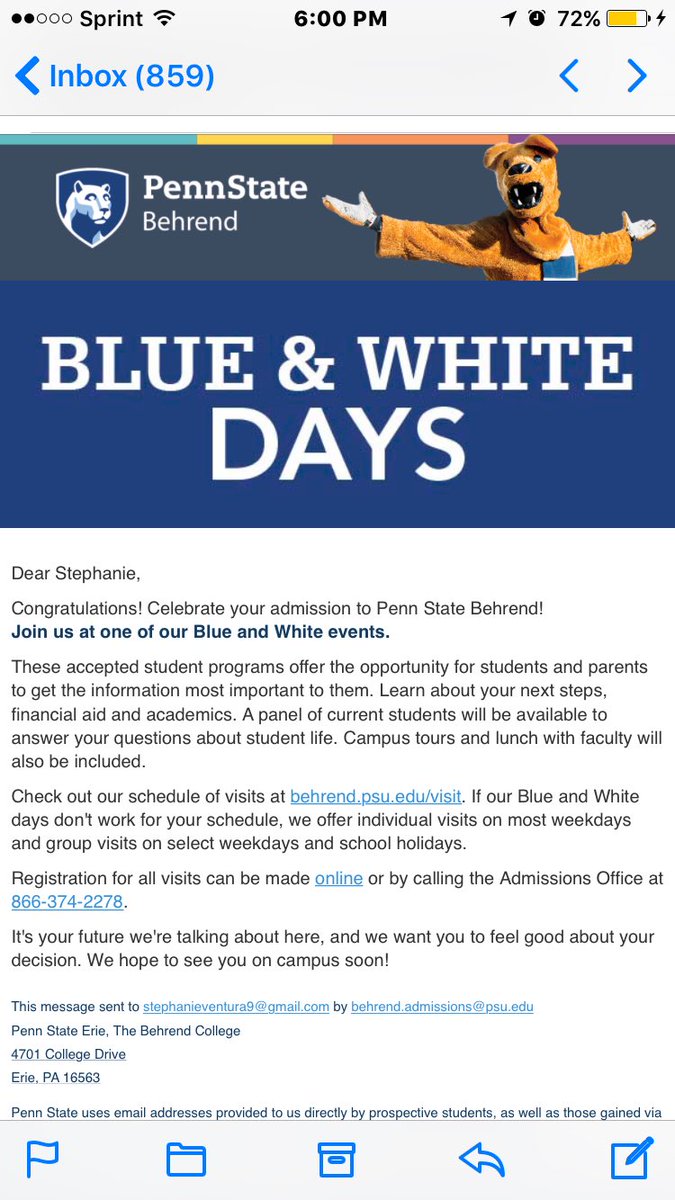 Sprint 6:00 PM 72%
Inbox (859)
PennState
Behrend
BLUE & WHITE
DAYS
Dear Stephanie,
Congratulations! Celebrate your admission to Penn State Behrend!
Join us at one of our Blue and White events.
These accepted student programs offer the opportunity for students and parents
to get the information most important to them. Learn about your next steps,
financial aid and academics. A panel of current students will be available to
answer your questions about student life. Campus tours and lunch with faculty will
also be included.
Check out our schedule of visits at behrend.psu.edu/visit. If our Blue and White
days don't work for your schedule, we offer individual visits on most weekdays
and group visits on select weekdays and school holidays.
Registration for all visits can be made online or by calling the Admissions Office at
866-374-2278.
It's your future we're talking about here, and we want you to feel good about your
decision. We hope to see you on campus soon!
This message sent to stephanieventura9@gmail.com by behrend.admissions@psu.edu
Penn State Erie, The Behrend College
4701 College Drive
Erie, PA 16563
Penn State uses email addresses provided to us directly by prospective students, as well as those gained via